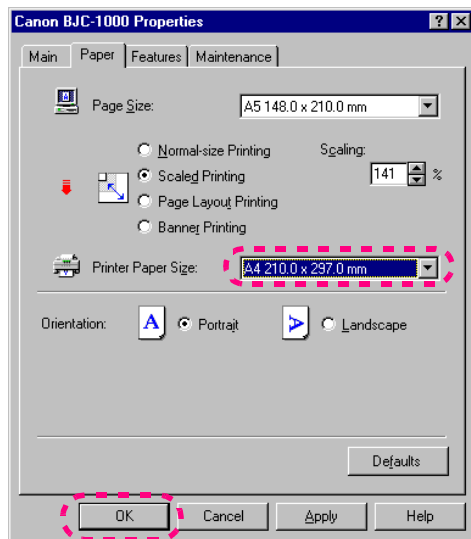 Canon BJC-1000 Properties
Main Paper Features Maintenance
Page Size: A5 148.0 x 210.0 mm
Normal-size Printing Scaling:
Scaled Printing 141 %
Page Layout Printing
Banner Printing
Printer Paper Size: A4 210.0 x 297.0 mm
Orientation: A Portrait A Landscape
Defaults
OK Cancel Apply Help